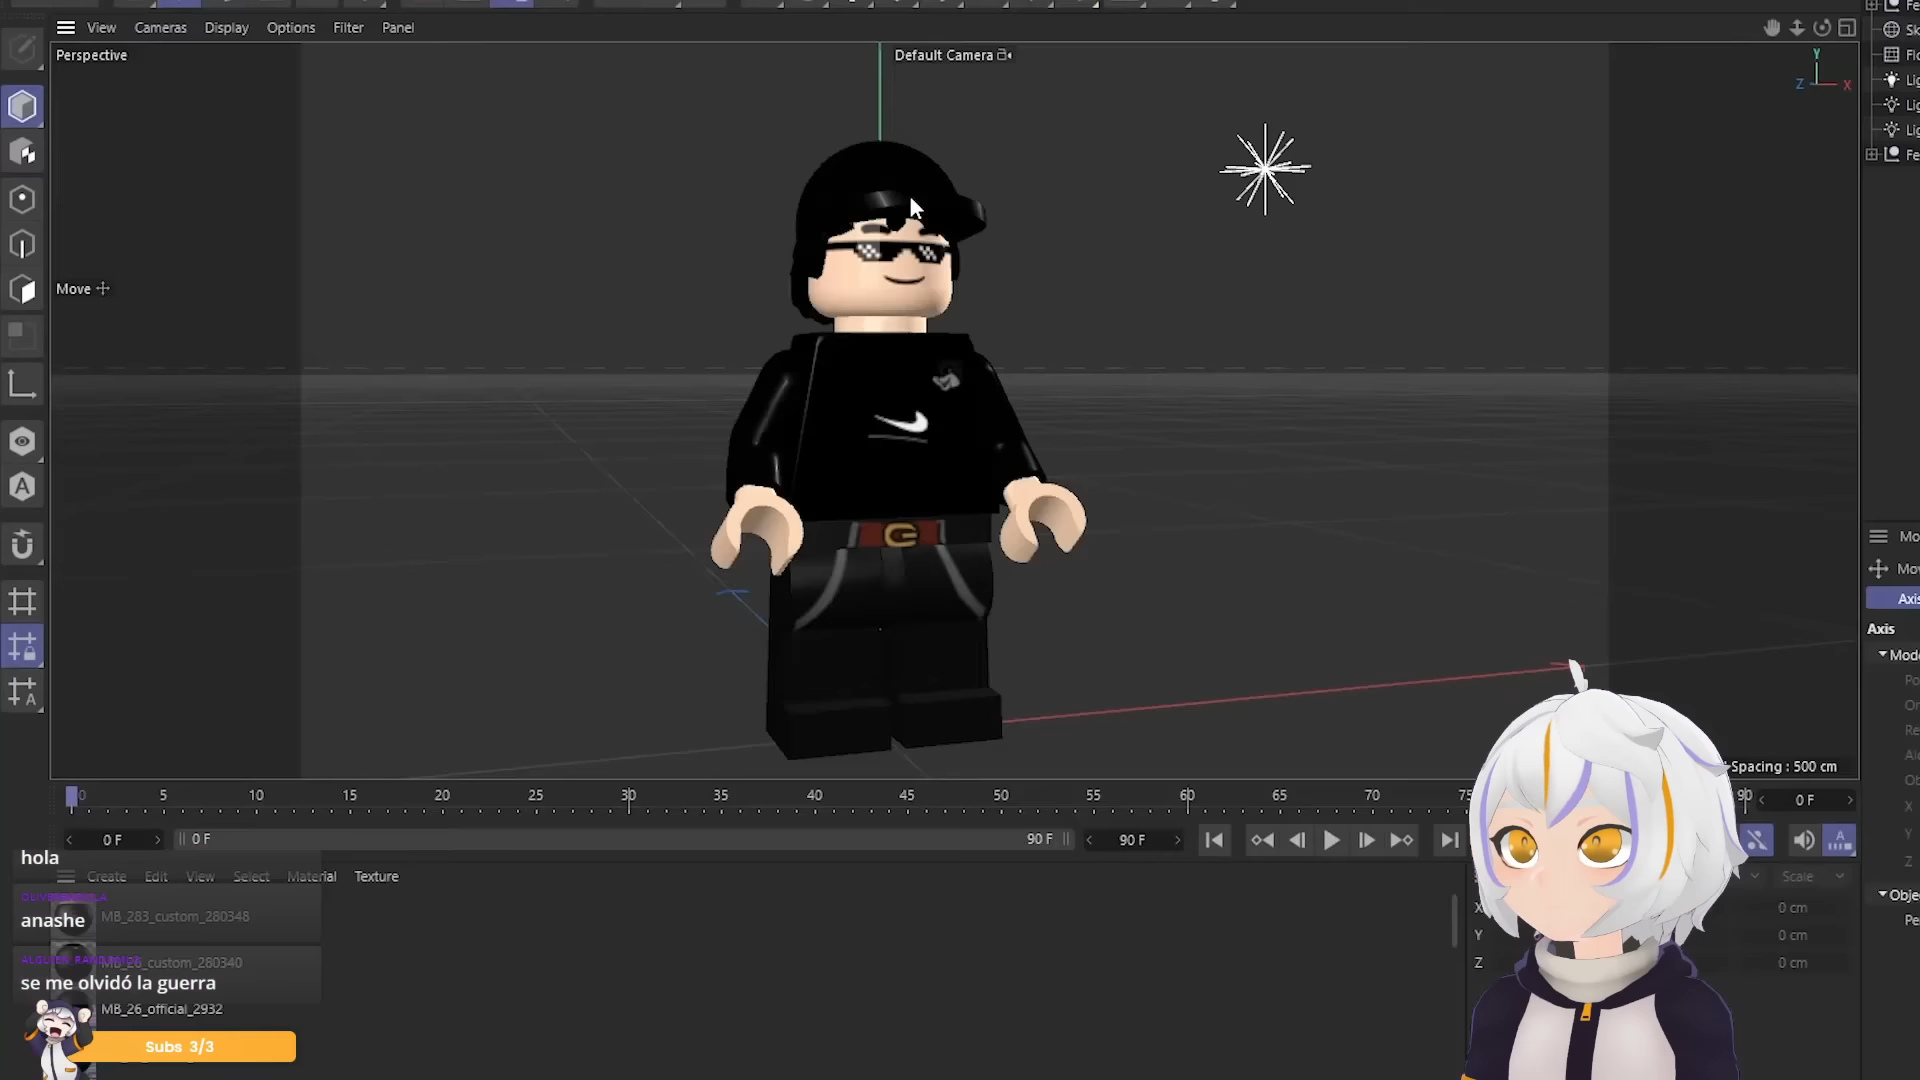 View Cameras Display Options Filter Panel
Perspective
Default Camera
Y
Z X
Move
Spacing : 500 cm
0 5 10 15 20 25 30 35 40 45 50 55 60 65 70 90
0 F
0 F
0 F
90 F
90 F
hola
Create Edit View Select Material Texture
Scale
anashe
MB_283_custom_280348
X 0 cm
Y 0 cm
Z 0 cm
MB_26_custom_280340
se me olvidó la guerra
MB_26_official_2932
Subs 3/3
Axis